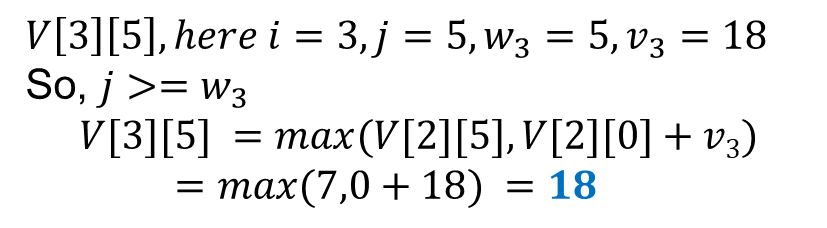 V[3][5], here i = 3, j = 5, w₃ = 5, v₃ = 18
So, j >= w₃
V[3][5] = max(V[2][5], V[2][0] + v₃)
= max(7,0 + 18) = 18